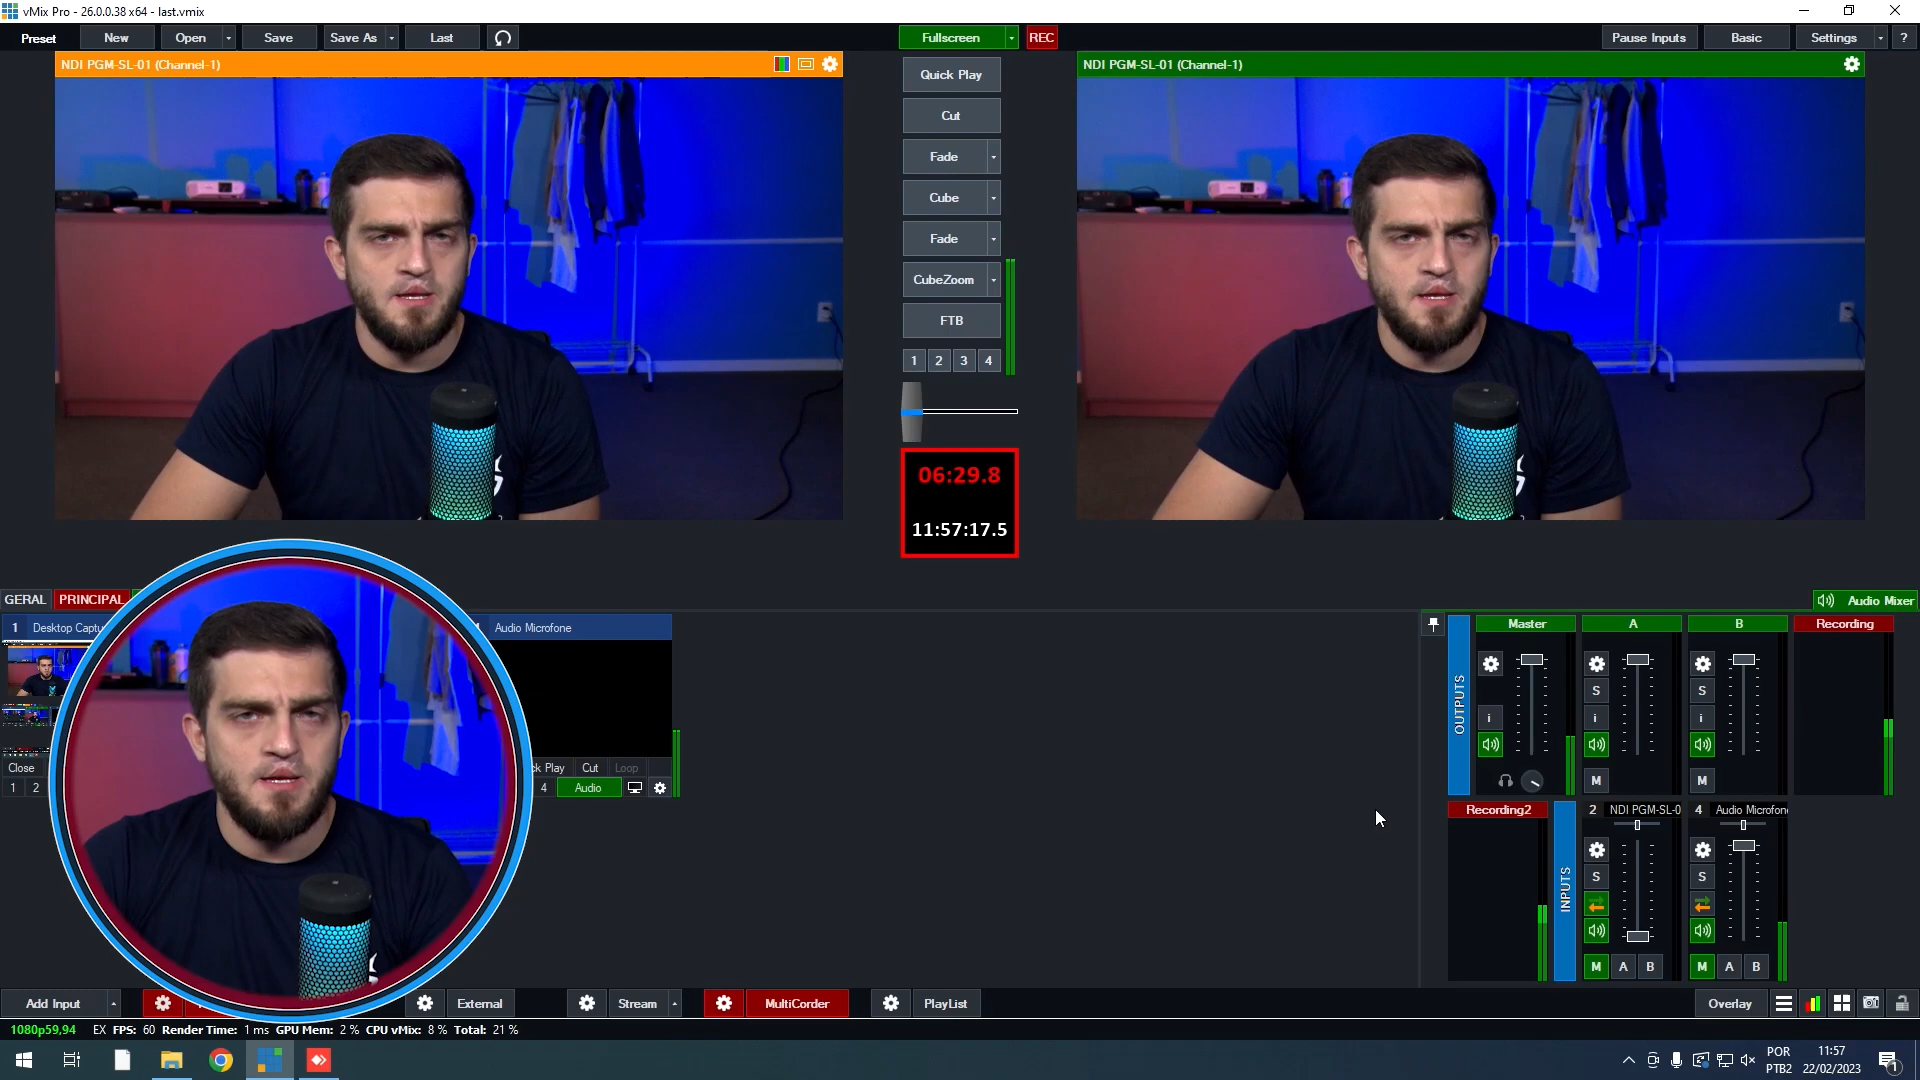 vMix Pro - 26.0.0.38 x64 - last.vmix
Preset New Open Save Save As Last Fullscreen REC Pause Inputs Basic Settings ?
NDI PGM-SL-01 (Channel-1)
NDI PGM-SL-01 (Channel-1)
Quick Play
Cut
Fade
Cube
Fade
CubeZoom
FTB
1 2 3 4
06:29.8
11:57:17.5
GERAL PRINCIPAL
Audio Mixer
1 Desktop Captu
Audio Microfone
Close
ck Play Cut Loop
1 2
4 Audio
OUTPUTS
Master A B Recording
S S
i i i
M M
Recording2
INPUTS
2 NDI PGM-SL-0 4 Audio Microfon
S S
M A B M A B
Add Input External Stream MultiCorder PlayList Overlay
1080p59,94 EX FPS: 60 Render Time: 1 ms GPU Mem: 2 % CPU vMix: 8 % Total: 21 %
POR
PTB2
11:57
22/02/2023
1